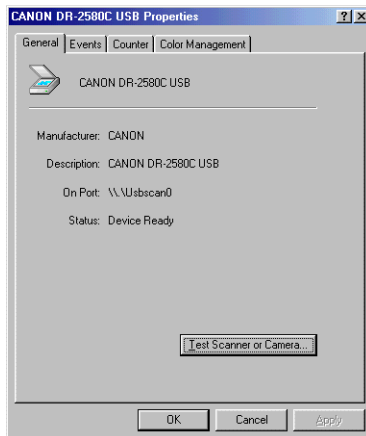 CANON DR-2580C USB Properties ? X
General Events Counter Color Management
CANON DR-2580C USB
Manufacturer: CANON
Description: CANON DR-2580C USB
On Port: \\.\Usbscan0
Status: Device Ready
Test Scanner or Camera...
OK Cancel Apply